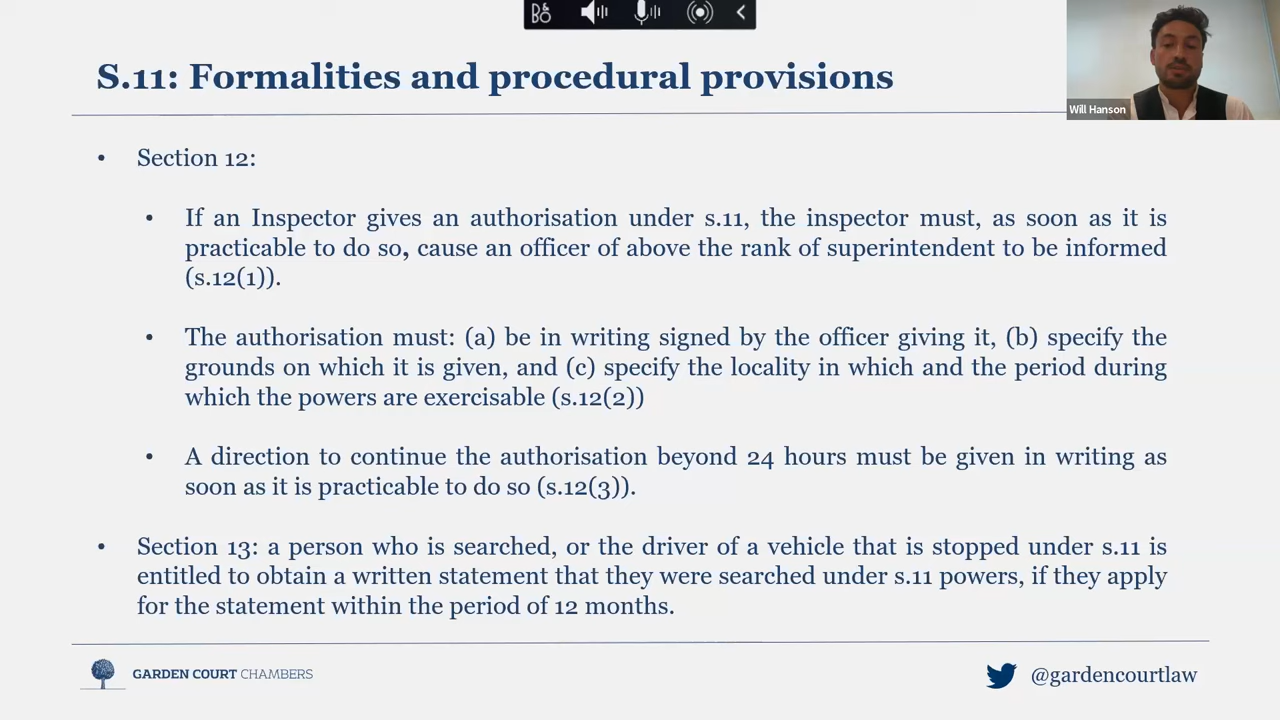 S.11: Formalities and procedural provisions
Will Hanson
• Section 12:
• If an Inspector gives an authorisation under s.11, the inspector must, as soon as it is
practicable to do so, cause an officer of above the rank of superintendent to be informed
(s.12(1)).
• The authorisation must: (a) be in writing signed by the officer giving it, (b) specify the
grounds on which it is given, and (c) specify the locality in which and the period during
which the powers are exercisable (s.12(2))
• A direction to continue the authorisation beyond 24 hours must be given in writing as
soon as it is practicable to do so (s.12(3)).
• Section 13: a person who is searched, or the driver of a vehicle that is stopped under s.11 is
entitled to obtain a written statement that they were searched under s.11 powers, if they apply
for the statement within the period of 12 months.
GARDEN COURT CHAMBERS
@gardencourtlaw